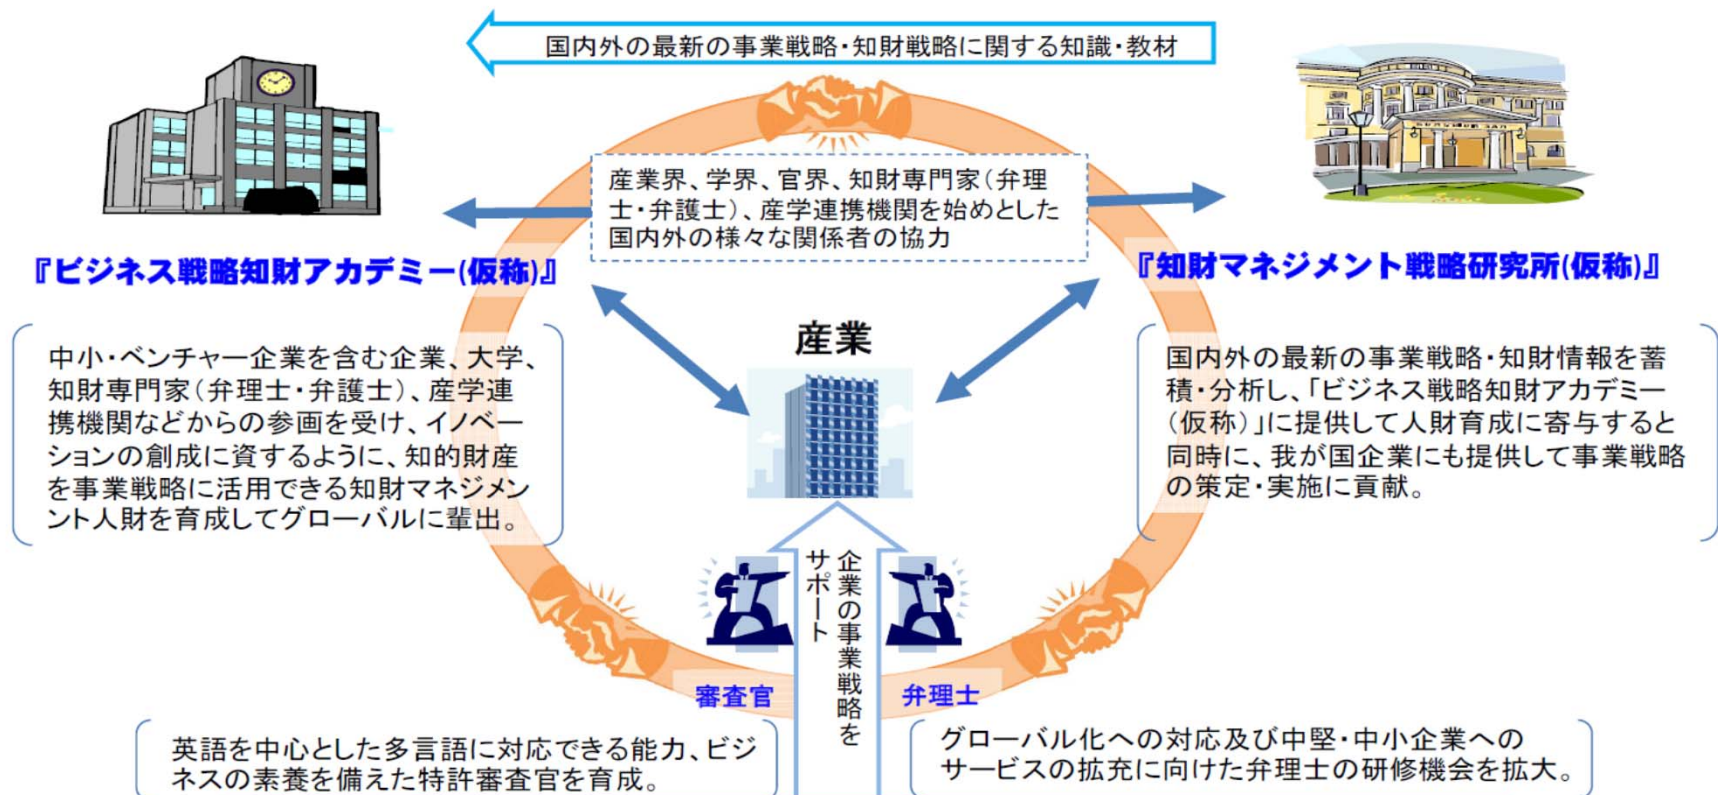 国内外の最新の事業戦略・知財戦略に関する知識・教材
産業界、学界、官界、知財専門家(弁理
士・弁護士)、産学連携機関を始めとした
国内外の様々な関係者の協力
『ビジネス戦略知財アカデミー(仮称)』
『知財マネジメント戦略研究所(仮称)』
中小・ベンチャー企業を含む企業、大学、
知財専門家(弁理士・弁護士)、産学連
携機関などからの参画を受け、イノベー
ションの創成に資するように、知的財産
を事業戦略に活用できる知財マネジメ
ント人財を育成してグローバルに輩出。
産業
国内外の最新の事業戦略・知財情報を蓄
積・分析し、「ビジネス戦略知財アカデミー
(仮称)」に提供して人財育成に寄与すると
同時に、我が国企業にも提供して事業戦略
の策定・実施に貢献。
企業の事業戦略を
サポート
審査官
弁理士
英語を中心とした多言語に対応できる能力、ビジ
ネスの素養を備えた特許審査官を育成。
グローバル化への対応及び中堅・中小企業への
サービスの拡充に向けた弁理士の研修機会を拡大。